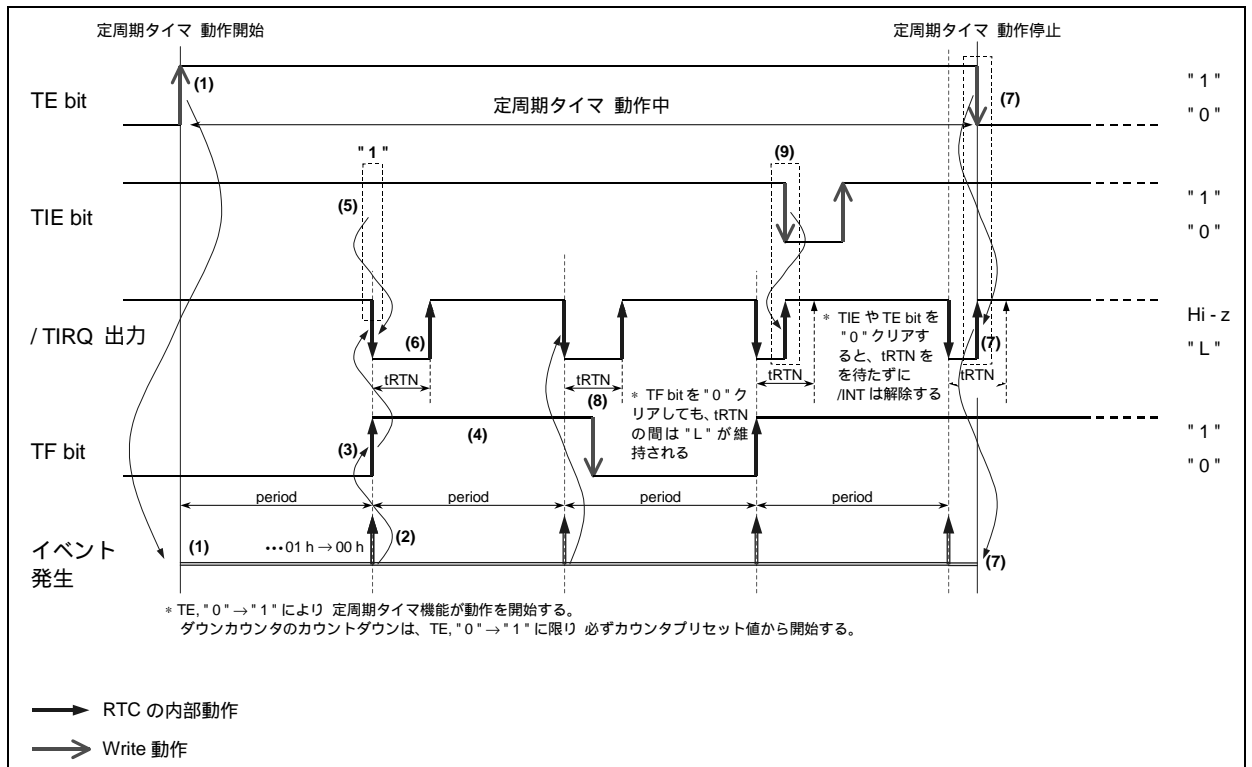 定周期タイマ 動作開始
定周期タイマ 動作停止
TE bit
(1)
定周期タイマ 動作中
(7)
" 1 "
" 0 "
" 1 "
(9)
TIE bit
(5)
" 1 "
" 0 "
/ TIRQ 出力
(6)
tRTN
tRTN
(8)
tRTN
* TIE や TE bit を
" 0 " クリアす
ると、tRTN を
を待たずに
/INT は解除する
(7)
tRTN
Hi - z
" L "
* TF bit を " 0 " ク
リアしても、tRTN
の間は " L " が維
持される
TF bit
(3)
(4)
" 1 "
" 0 "
period
period
period
period
イベント
発生
(1)
•••01 h → 00 h
(2)
(7)
* TE, " 0 " → " 1 " により 定周期タイマ機能が動作を開始する。
ダウンカウンタのカウントダウンは、TE, " 0 " → " 1 " に限り 必ずカウンタプリセット値から開始する。
RTC の内部動作
Write 動作